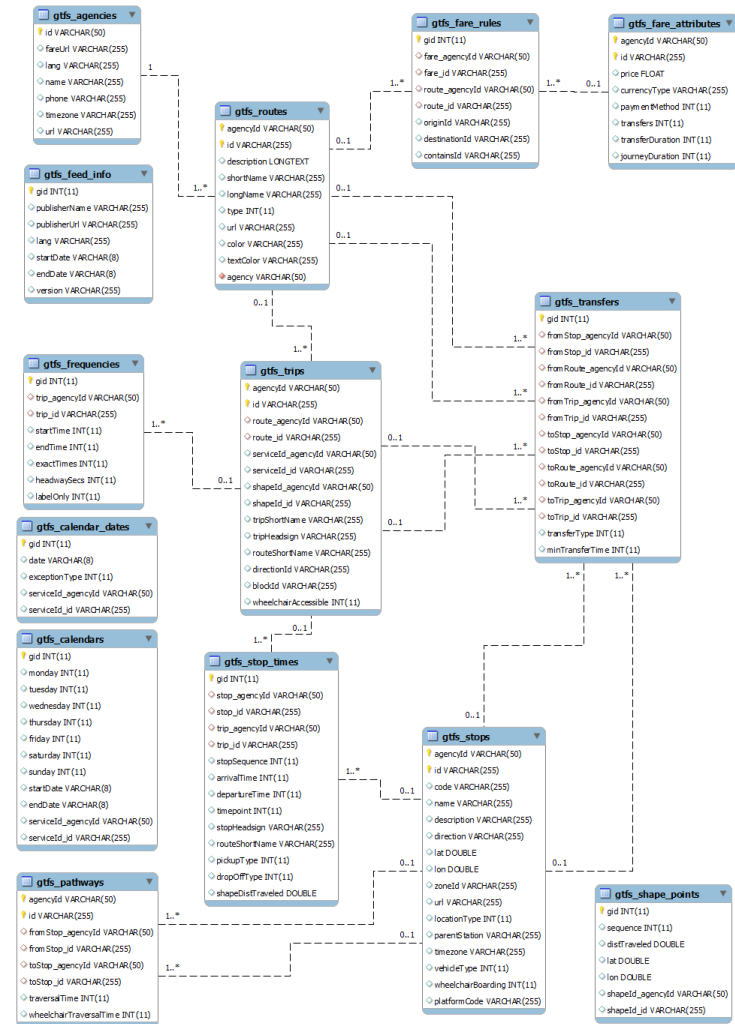 gtfs_agencies
id VARCHAR(50)
fareUrl VARCHAR(255)
lang VARCHAR(255)
name VARCHAR(255)
phone VARCHAR(255)
timezone VARCHAR(255)
url VARCHAR(255)
gtfs_fare_rules
gid INT(11)
fare_agencyId VARCHAR(50)
fare_id VARCHAR(255)
route_agencyId VARCHAR(50)
route_id VARCHAR(255)
originId VARCHAR(255)
destinationId VARCHAR(255)
containsId VARCHAR(255)
gtfs_fare_attributes
agencyId VARCHAR(50)
id VARCHAR(255)
price FLOAT
currencyType VARCHAR(255)
paymentMethod INT(11)
transfers INT(11)
transferDuration INT(11)
journeyDuration INT(11)
1
1..*
0..1
1..*
1..*
0..1
gtfs_routes
agencyId VARCHAR(50)
id VARCHAR(255)
description LONGTEXT
shortName VARCHAR(255)
longName VARCHAR(255)
type INT(11)
url VARCHAR(255)
color VARCHAR(255)
textColor VARCHAR(255)
agency VARCHAR(50)
0..1
0..1
0..1
1..*
gtfs_feed_info
gid INT(11)
publisherName VARCHAR(255)
publisherUrl VARCHAR(255)
lang VARCHAR(255)
startDate VARCHAR(8)
endDate VARCHAR(8)
version VARCHAR(255)
gtfs_transfers
gid INT(11)
fromStop_agencyId VARCHAR(50)
fromStop_id VARCHAR(255)
fromRoute_agencyId VARCHAR(50)
fromRoute_id VARCHAR(255)
fromTrip_agencyId VARCHAR(50)
fromTrip_id VARCHAR(255)
toStop_agencyId VARCHAR(50)
toStop_id VARCHAR(255)
toRoute_agencyId VARCHAR(50)
toRoute_id VARCHAR(255)
toTrip_agencyId VARCHAR(50)
toTrip_id VARCHAR(255)
transferType INT(11)
minTransferTime INT(11)
1..*
1..*
1..*
1..*
1..*
1..*
gtfs_frequencies
gid INT(11)
trip_agencyId VARCHAR(50)
trip_id VARCHAR(255)
startTime INT(11)
endTime INT(11)
exactTimes INT(11)
headwaySecs INT(11)
labelOnly INT(11)
1..*
0..1
gtfs_trips
agencyId VARCHAR(50)
id VARCHAR(255)
route_agencyId VARCHAR(50)
route_id VARCHAR(255)
serviceId_agencyId VARCHAR(50)
serviceId_id VARCHAR(255)
shapeId_agencyId VARCHAR(50)
shapeId_id VARCHAR(255)
tripShortName VARCHAR(255)
tripHeadsign VARCHAR(255)
routeShortName VARCHAR(255)
directionId VARCHAR(255)
blockId VARCHAR(255)
wheelchairAccessible INT(11)
0..1
0..1
0..1
1..*
gtfs_calendar_dates
gid INT(11)
date VARCHAR(8)
exceptionType INT(11)
serviceId_agencyId VARCHAR(50)
serviceId_id VARCHAR(255)
gtfs_calendars
gid INT(11)
monday INT(11)
tuesday INT(11)
wednesday INT(11)
thursday INT(11)
friday INT(11)
saturday INT(11)
sunday INT(11)
startDate VARCHAR(8)
endDate VARCHAR(8)
serviceId_agencyId VARCHAR(50)
serviceId_id VARCHAR(255)
gtfs_stop_times
gid INT(11)
stop_agencyId VARCHAR(50)
stop_id VARCHAR(255)
trip_agencyId VARCHAR(50)
trip_id VARCHAR(255)
stopSequence INT(11)
arrivalTime INT(11)
departureTime INT(11)
timepoint INT(11)
stopHeadsign VARCHAR(255)
routeShortName VARCHAR(255)
pickupType INT(11)
dropOffType INT(11)
shapeDistTraveled DOUBLE
1..*
0..1
gtfs_stops
agencyId VARCHAR(50)
id VARCHAR(255)
code VARCHAR(255)
name VARCHAR(255)
description VARCHAR(255)
direction VARCHAR(255)
lat DOUBLE
lon DOUBLE
zoneId VARCHAR(255)
url VARCHAR(255)
locationType INT(11)
parentStation VARCHAR(255)
timezone VARCHAR(255)
vehicleType INT(11)
wheelchairBoarding INT(11)
platformCode VARCHAR(255)
0..1
0..1
0..1
0..1
gtfs_pathways
agencyId VARCHAR(50)
id VARCHAR(255)
fromStop_agencyId VARCHAR(50)
fromStop_id VARCHAR(255)
toStop_agencyId VARCHAR(50)
toStop_id VARCHAR(255)
traversalTime INT(11)
wheelchairTraversalTime INT(11)
1..*
1..*
gtfs_shape_points
gid INT(11)
sequence INT(11)
distTraveled DOUBLE
lat DOUBLE
lon DOUBLE
shapeId_agencyId VARCHAR(50)
shapeId_id VARCHAR(255)